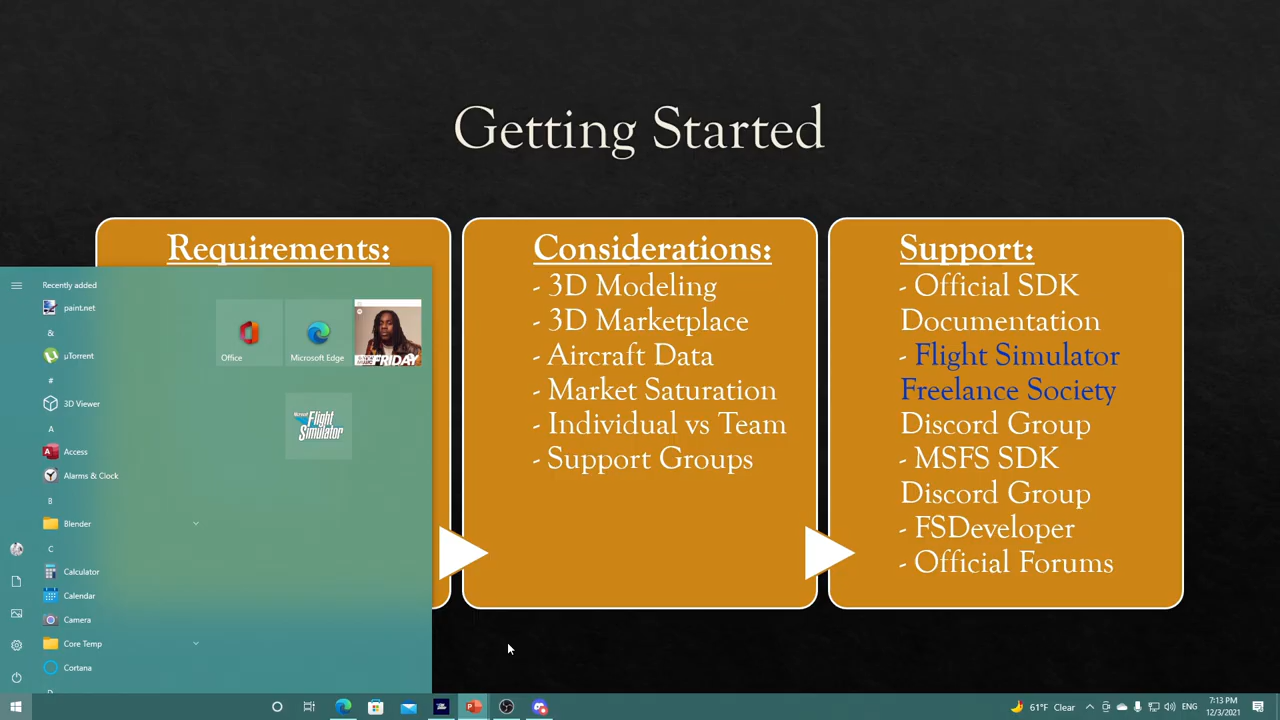 Getting Started
Requirements:
Considerations:
- 3D Modeling
- 3D Marketplace
- Aircraft Data
- Market Saturation
- Individual vs Team
- Support Groups
Support:
- Official SDK
Documentation
- Flight Simulator
Freelance Society
Discord Group
- MSFS SDK
Discord Group
- FSDeveloper
- Official Forums
Recently added
paint.net
&
µTorrent
#
3D Viewer
A
Access
Alarms & Clock
B
Blender
C
Calculator
Calendar
Camera
Core Temp
Cortana
Office
Microsoft Edge
FRIDAY
Microsoft
Flight
Simulator
61°F Clear
ENG
7:13 PM
12/3/2021